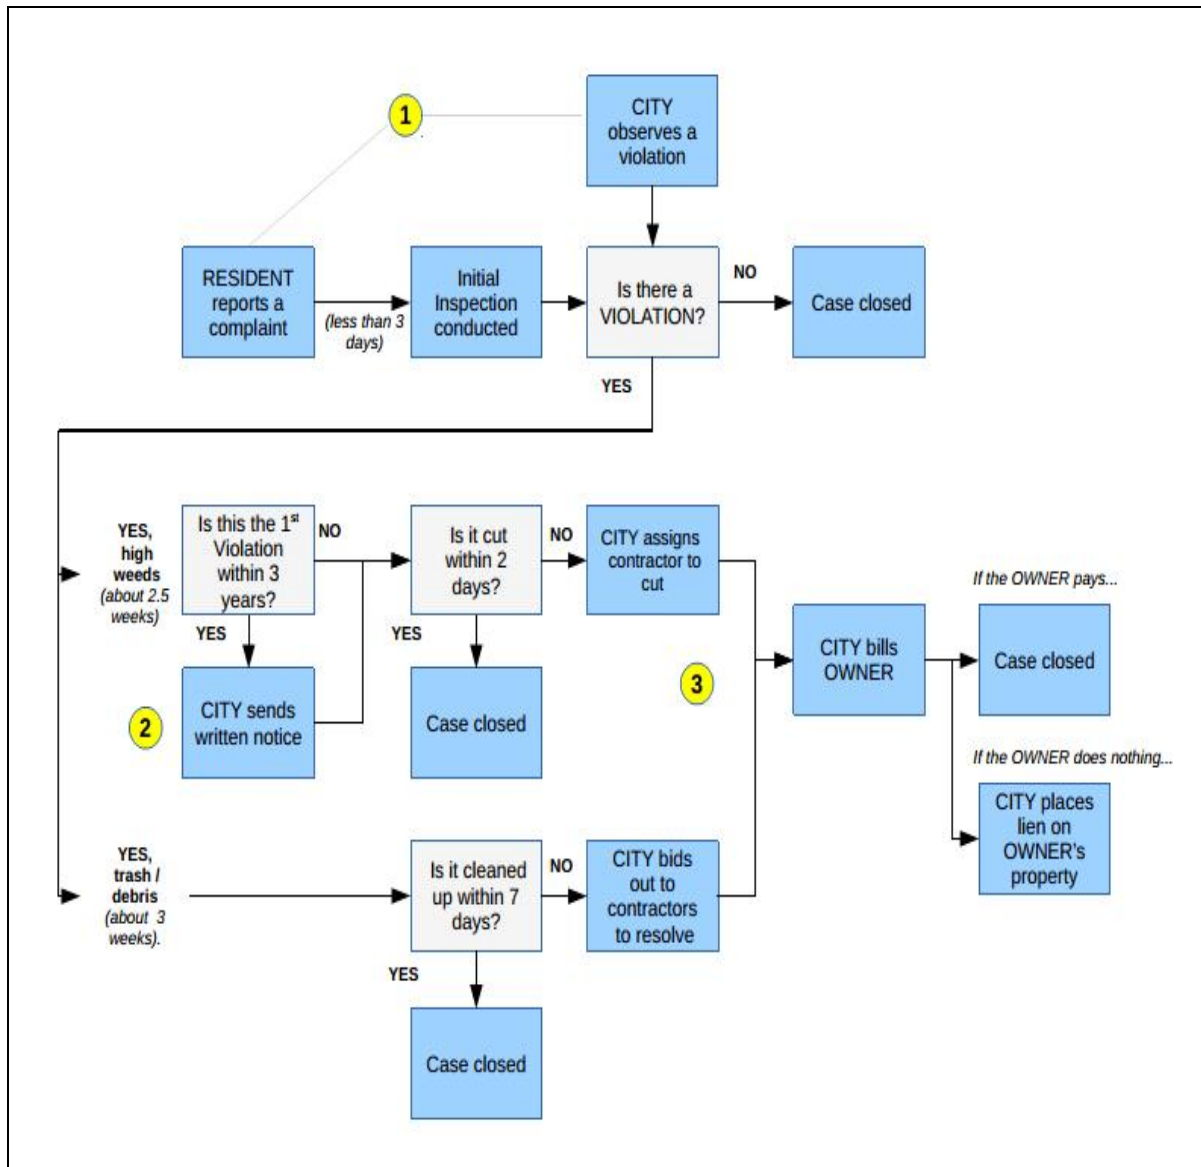 1
CITY
observes a
violation
RESIDENT
reports a
complaint
(less than 3
days)
Initial
Inspection
conducted
Is there a
VIOLATION?
NO
Case closed
YES
YES,
high
weeds
(about 2.5
weeks)
Is this the 1st
Violation
within 3
years?
NO
YES
2
CITY sends
written notice
Is it cut
within 2
days?
NO
YES
Case closed
CITY assigns
contractor to
cut
3
CITY bills
OWNER
If the OWNER pays...
Case closed
If the OWNER does nothing...
CITY places
lien on
OWNER's
property
YES,
trash /
debris
(about 3
weeks).
Is it cleaned
up within 7
days?
NO
YES
Case closed
CITY bids
out to
contractors
to resolve